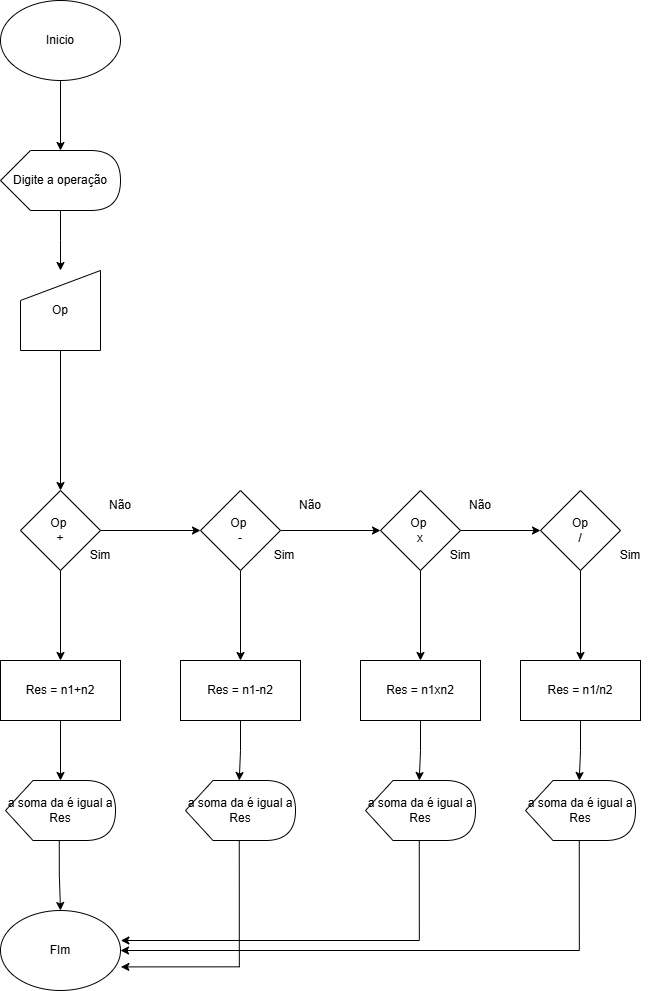 Inicio
Digite a operação
Op
Não
Não
Não
Op
+
Op
-
Op
x
Op
/
Sim
Sim
Sim
Sim
Res = n1+n2
Res = n1-n2
Res = n1xn2
Res = n1/n2
a soma da é igual a
Res
a soma da é igual a
Res
a soma da é igual a
Res
a soma da é igual a
Res
FIm